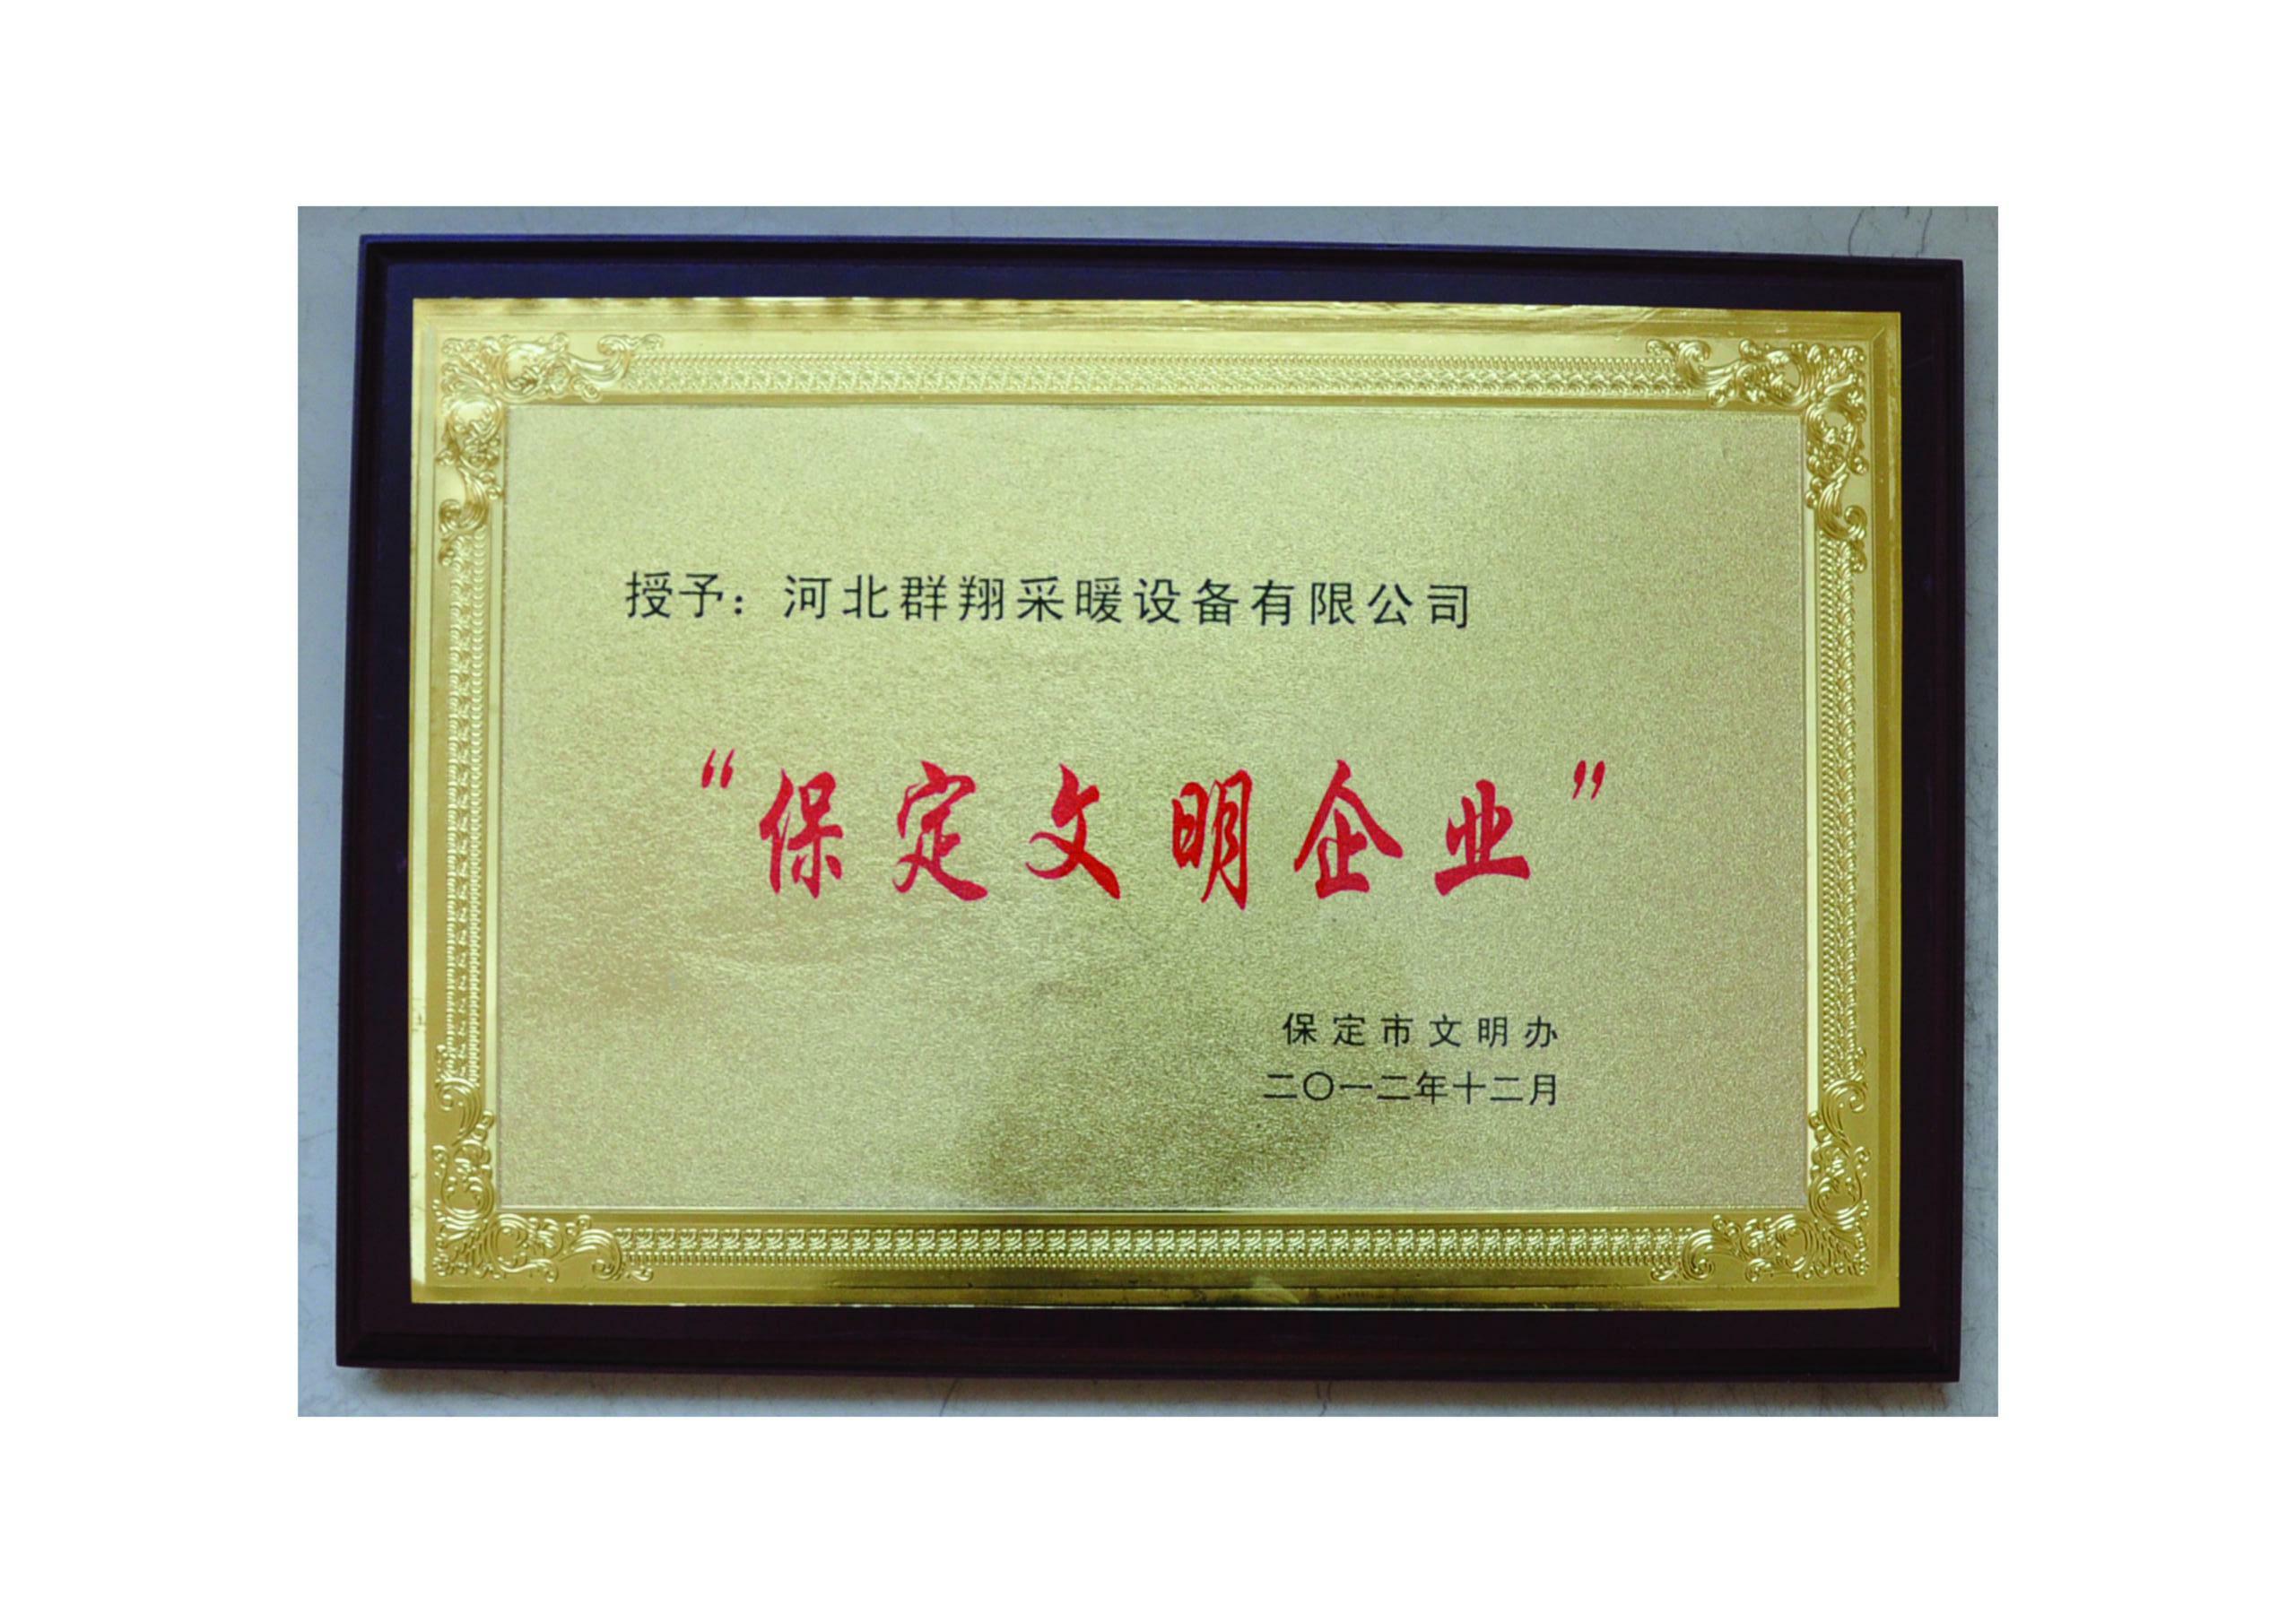 授予：河北群翔采暖设备有限公司
“保定文明企业”
保定市文明办
二〇一二年十二月